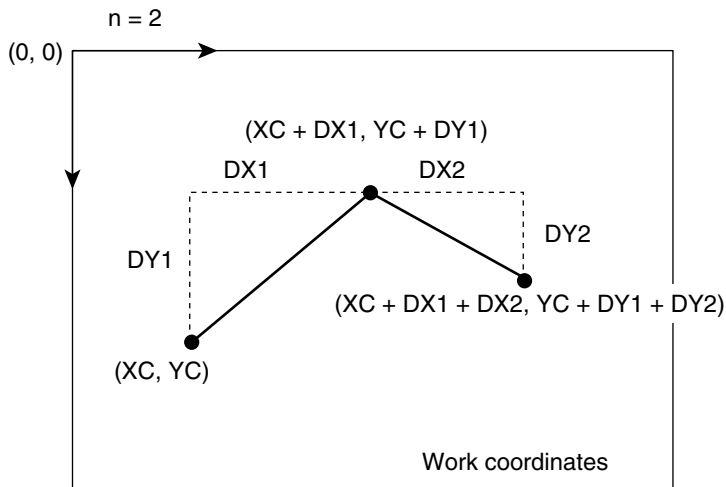 n = 2
(0, 0)
(XC + DX1, YC + DY1)
DX1 DX2
DY1 DY2
(XC + DX1 + DX2, YC + DY1 + DY2)
(XC, YC)
Work coordinates